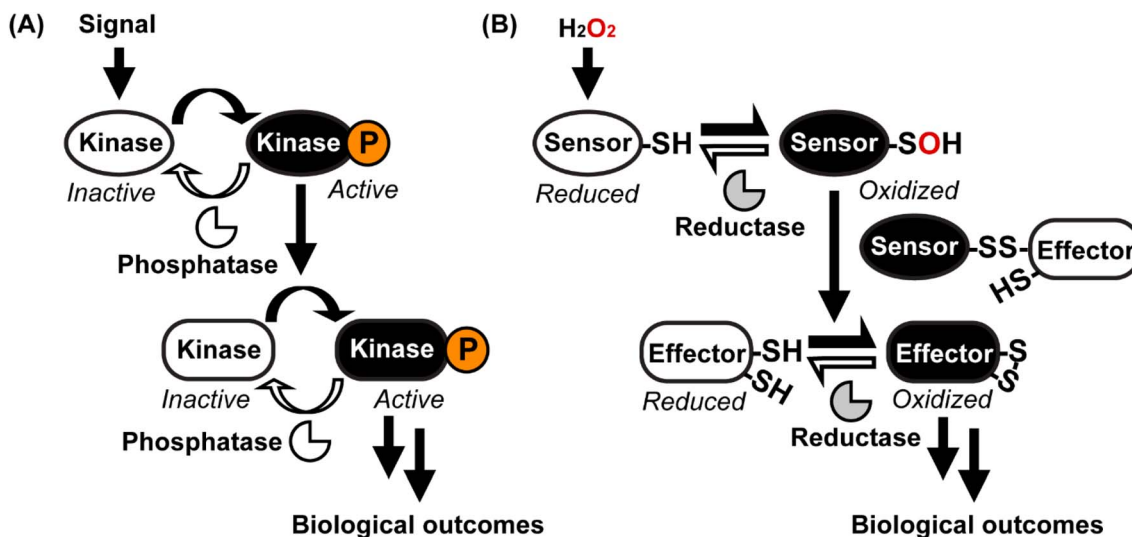 (A)
Signal
Kinase
Kinase
P
Inactive
Active
Phosphatase
Kinase
Kinase
P
Inactive
Active
Phosphatase
Biological outcomes
(B)
H₂O₂
Sensor-SH
Sensor-SOH
Reduced
Oxidized
Reductase
Sensor-SS-Effector
HS
Effector-SH
SH
Effector-S
S
Reduced
Oxidized
Reductase
Biological outcomes